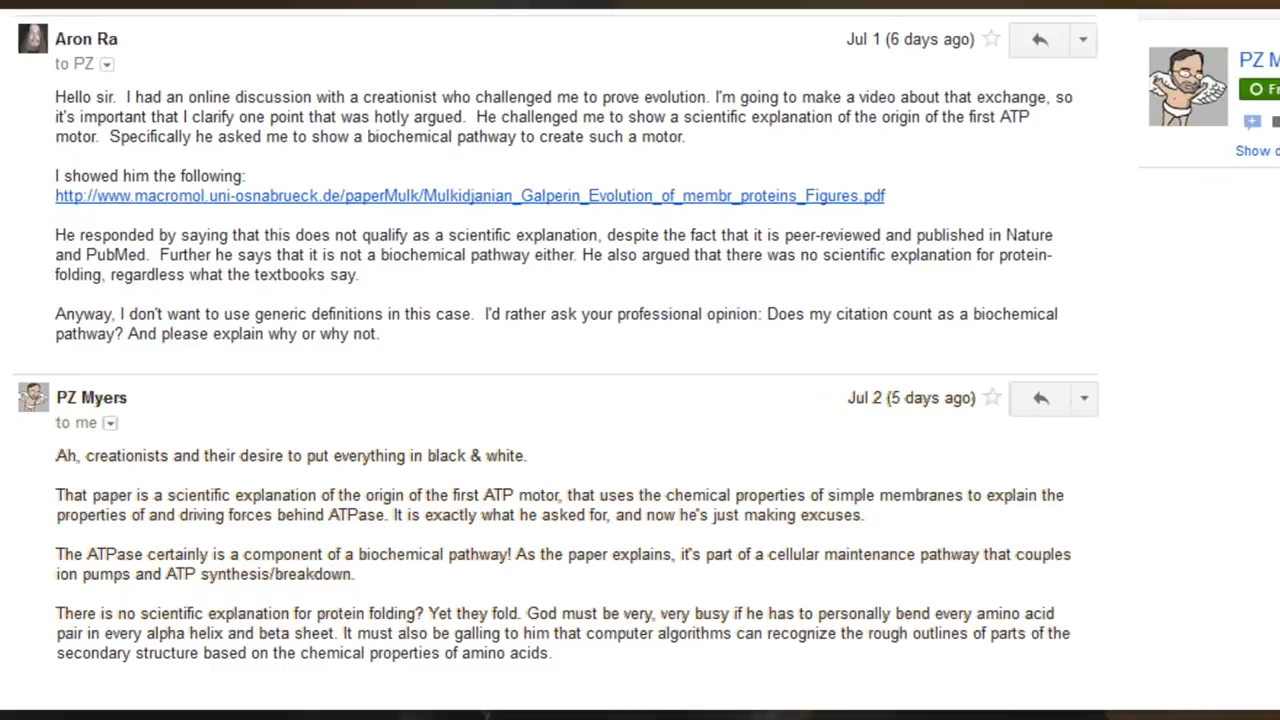 Aron Ra
Jul 1 (6 days ago)
to PZ
Hello sir.  I had an online discussion with a creationist who challenged me to prove evolution. I'm going to make a video about that exchange, so
it's important that I clarify one point that was hotly argued.  He challenged me to show a scientific explanation of the origin of the first ATP
motor.  Specifically he asked me to show a biochemical pathway to create such a motor.
I showed him the following:
http://www.macromol.uni-osnabrueck.de/paperMulk/Mulkidjanian_Galperin_Evolution_of_membr_proteins_Figures.pdf
He responded by saying that this does not qualify as a scientific explanation, despite the fact that it is peer-reviewed and published in Nature
and PubMed.  Further he says that it is not a biochemical pathway either. He also argued that there was no scientific explanation for protein-
folding, regardless what the textbooks say.
Anyway, I don't want to use generic definitions in this case.  I'd rather ask your professional opinion: Does my citation count as a biochemical
pathway? And please explain why or why not.
PZ Myers
Jul 2 (5 days ago)
to me
Ah, creationists and their desire to put everything in black & white.
That paper is a scientific explanation of the origin of the first ATP motor, that uses the chemical properties of simple membranes to explain the
properties of and driving forces behind ATPase. It is exactly what he asked for, and now he's just making excuses.
The ATPase certainly is a component of a biochemical pathway! As the paper explains, it's part of a cellular maintenance pathway that couples
ion pumps and ATP synthesis/breakdown.
There is no scientific explanation for protein folding? Yet they fold. God must be very, very busy if he has to personally bend every amino acid
pair in every alpha helix and beta sheet. It must also be galling to him that computer algorithms can recognize the rough outlines of parts of the
secondary structure based on the chemical properties of amino acids.
PZ M
Fr
Show d